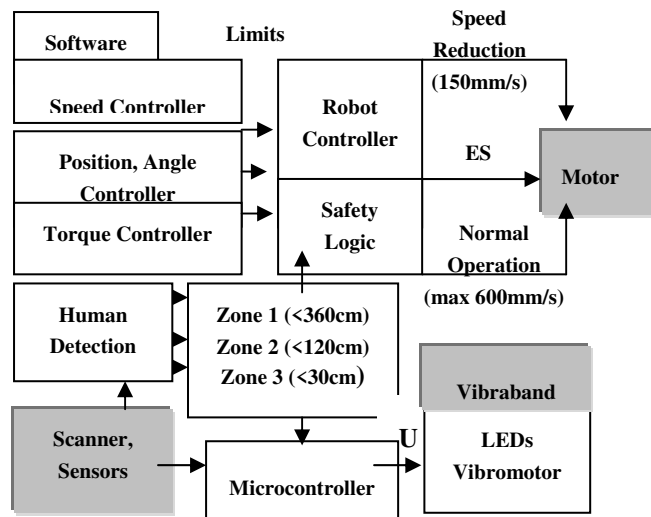 Software
Speed Controller
Position, Angle
Controller
Torque Controller
Limits
Robot
Controller
Safety
Logic
Speed
Reduction
(150mm/s)
ES
Motor
Normal
Operation
(max 600mm/s)
Human
Detection
Zone 1 (<360cm)
Zone 2 (<120cm)
Zone 3 (<30cm)
Scanner,
Sensors
Microcontroller
U
Vibraband
LEDs
Vibromotor